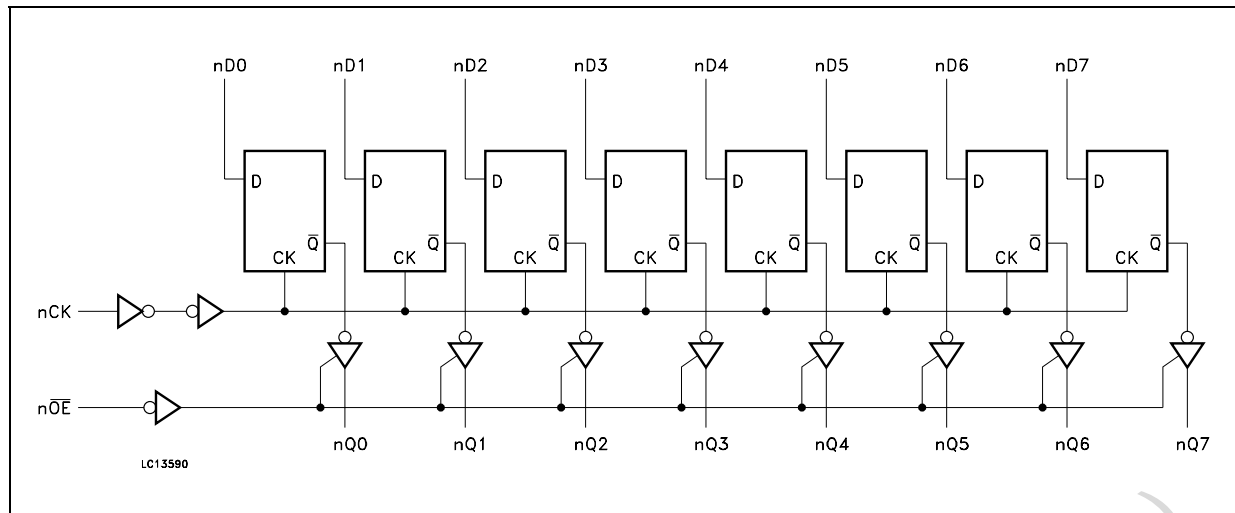 nD0 nD1 nD2 nD3 nD4 nD5 nD6 nD7
D D D D D D D D
Q̅ Q̅ Q̅ Q̅ Q̅ Q̅ Q̅ Q̅
CK CK CK CK CK CK CK CK
nCK
nO̅E̅
nQ0 nQ1 nQ2 nQ3 nQ4 nQ5 nQ6 nQ7
LC13590